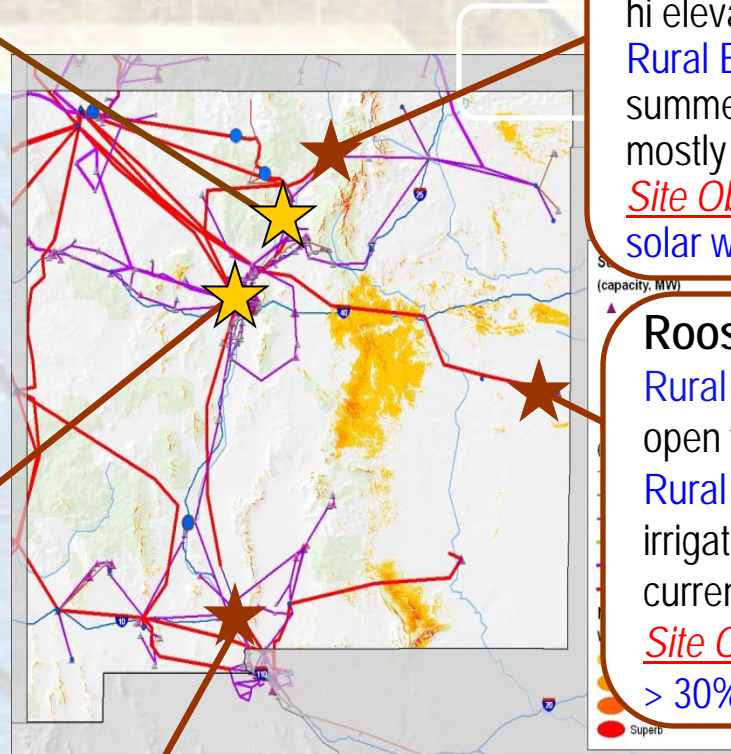 hi eleva
Rural E
summe
mostly
Site Ob
solar w
(capacity, MW)
Roos
Rural
open
Rural
irrigat
curren
Site O
> 30%
Superb
25
40
10
110
20